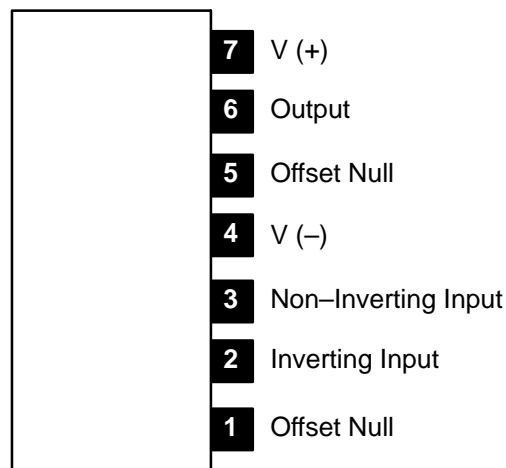 7 V (+)
6 Output
5 Offset Null
4 V (–)
3 Non–Inverting Input
2 Inverting Input
1 Offset Null